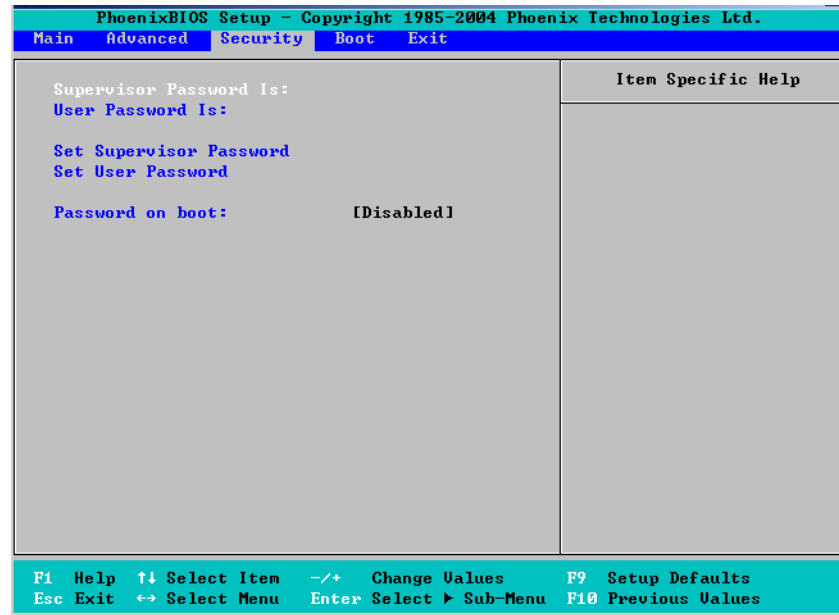 PhoenixBIOS Setup - Copyright 1985-2004 Phoenix Technologies Ltd.
Main Advanced Security Boot Exit
Supervisor Password Is:
User Password Is:
Set Supervisor Password
Set User Password
Password on boot: [Disabled]
Item Specific Help
F1 Help ↑↓ Select Item -/+ Change Values F9 Setup Defaults
Esc Exit ↔ Select Menu Enter Select ▶ Sub-Menu F10 Previous Values